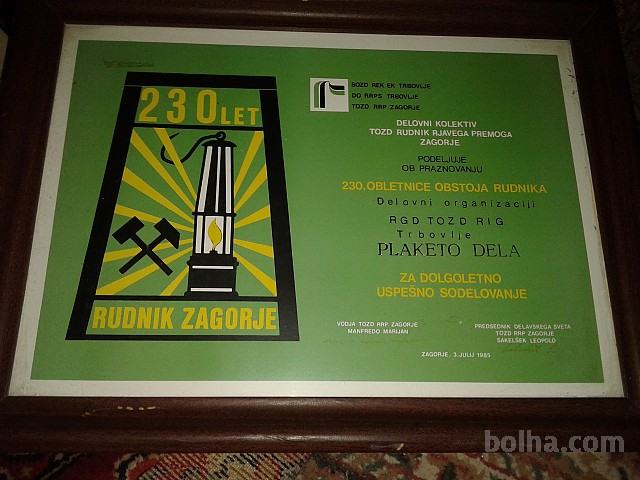 230 LET
RUDNIK ZAGORJE
SOZD REK EK TRBOVLJE
DO RRPS TRBOVLJE
TOZD RRP ZAGORJE
DELOVNI KOLEKTIV
TOZD RUDNIK RJAVEGA PREMOGA
ZAGORJE
PODELJUJE
OB PRAZNOVANJU
230.OBLETNICE OBSTOJA RUDNIKA
Delovni organizaciji
RGD TOZD RIG
Trbovlje
PLAKETO DELA
ZA DOLGOLETNO
USPEŠNO SODELOVANJE
VODJA TOZD RRP ZAGORJE
MANFREDO MARIJAN
PREDSEDNIK DELAVSKEGA SVETA
TOZD RRP ZAGORJE
SAKELŠEK LEOPOLD
ZAGORJE, 3.JULIJ 1985
bolha.com